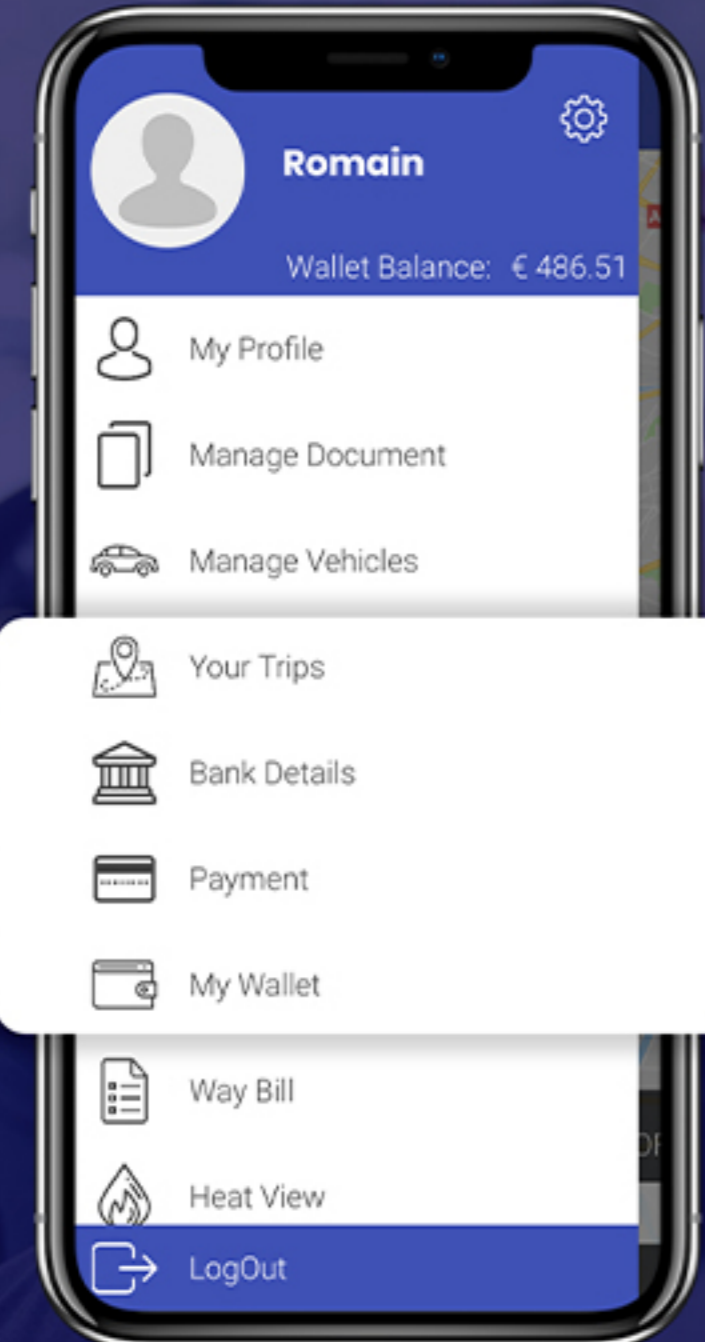 Romain
Wallet Balance: € 486.51
My Profile
Manage Document
Manage Vehicles
Your Trips
Bank Details
Payment
My Wallet
Way Bill
Heat View
LogOut